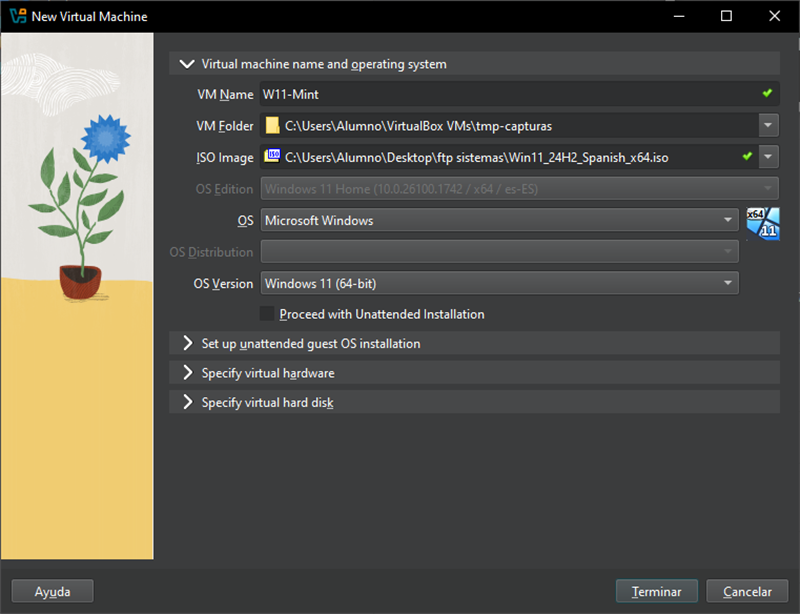 New Virtual Machine
Virtual machine name and operating system
VM Name W11-Mint
VM Folder C:\Users\Alumno\VirtualBox VMs\tmp-capturas
ISO Image ISO C:\Users\Alumno\Desktop\ftp sistemas\Win11_24H2_Spanish_x64.iso
OS Edition Windows 11 Home (10.0.26100.1742 / x64 / es-ES)
OS Microsoft Windows x64 11
OS Distribution
OS Version Windows 11 (64-bit)
Proceed with Unattended Installation
Set up unattended guest OS installation
Specify virtual hardware
Specify virtual hard disk
Ayuda Terminar Cancelar